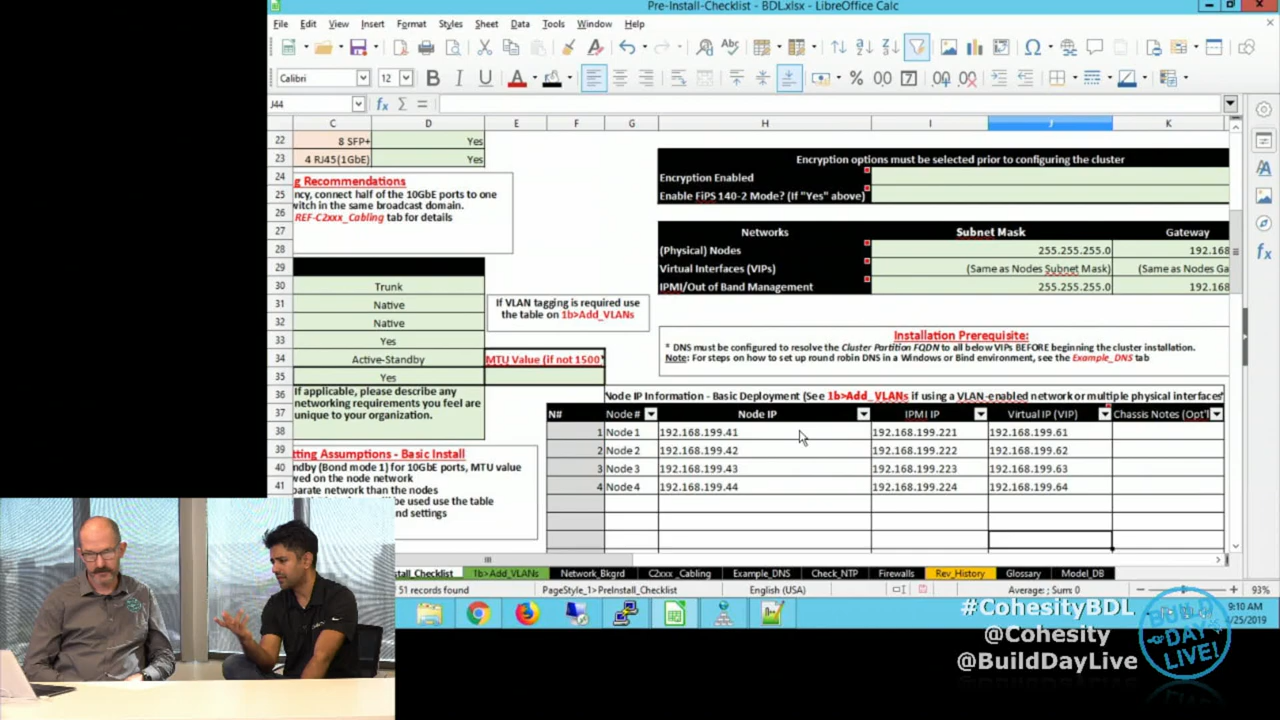 Pre-Install-Checklist - BDL.xlsx - LibreOffice Calc
File Edit View Insert Format Styles Sheet Data Tools Window Help
Calibri 12
J44
C D E F G H I J K
22 8 SFP+ Yes
23 4 RJ45(1GbE) Yes
24
25
26
27
28
29
30
31
32
33
34
35
36
37
38
39
40
41
g Recommendations
ncy, connect half of the 10GbE ports to one
witch in the same broadcast domain.
REF-C2xxx_Cabling tab for details
Trunk
Native
Native
Yes
Active-Standby
Yes
If applicable, please describe any
networking requirements you feel are
unique to your organization.
If VLAN tagging is required use
the table on 1b>Add_VLANs
MTU Value (if not 1500
tting Assumptions - Basic Install
ndby (Bond mode 1) for 10GbE ports, MTU value
wed on the node network
parate network than the nodes
be used use the table
and settings
Encryption options must be selected prior to configuring the cluster
Encryption Enabled
Enable FiPS 140-2 Mode? (If "Yes" above)
Networks Subnet Mask Gateway
(Physical) Nodes 255.255.255.0 192.168
Virtual Interfaces (VIPs) (Same as Nodes Subnet Mask) (Same as Nodes Ga
IPMI/Out of Band Management 255.255.255.0 192.168
Installation Prerequisite:
* DNS must be configured to resolve the Cluster Partition FQDN to all below VIPs BEFORE beginning the cluster installation.
Note: For steps on how to set up round robin DNS in a Windows or Bind environment, see the Example_DNS tab
Node IP Information - Basic Deployment (See 1b>Add_VLANs if using a VLAN-enabled network or multiple physical interfaces
N# Node # Node IP IPMI IP Virtual IP (VIP) Chassis Notes (Opt'l
1 Node 1 192.168.199.41 192.168.199.221 192.168.199.61
2 Node 2 192.168.199.42 192.168.199.222 192.168.199.62
3 Node 3 192.168.199.43 192.168.199.223 192.168.199.63
4 Node 4 192.168.199.44 192.168.199.224 192.168.199.64
stall_Checklist 1b>Add_VLANs Network_Bkgrd C2xxx _Cabling Example_DNS Check_NTP Firewalls Rev_History Glossary Model_DB
51 records found PageStyle_1>PreInstall_Checklist English (USA) Average: ; Sum: 0 93%
9:10 AM
/25/2019
#CohesityBDL
@Cohesity
@BuildDayLive
BUILD
DAY
LIVE!